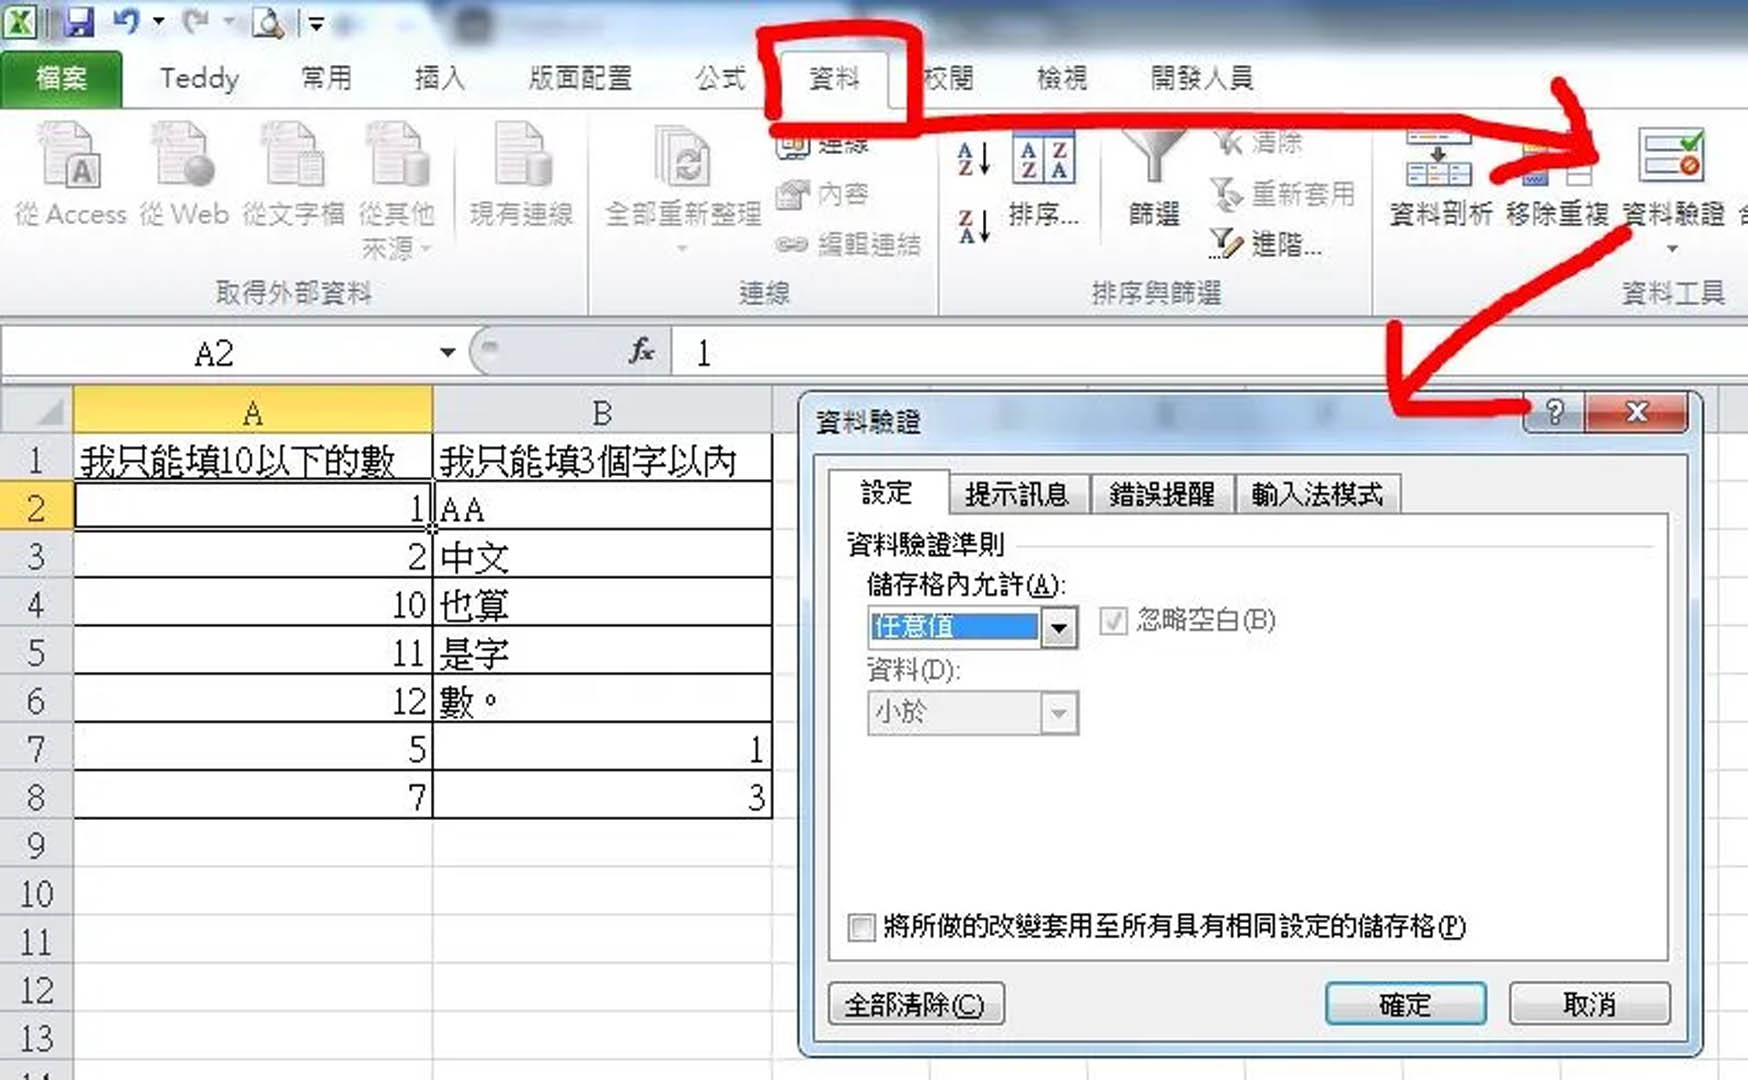 檔案 Teddy 常用 插入 版面配置 公式 資料 校閱 檢視 開發人員
從 Access 從 Web 從文字檔 從其他來源 現有連線
取得外部資料
全部重新整理 連線 內容 編輯連結
連線
排序... 篩選 清除 重新套用 進階...
排序與篩選
資料剖析 移除重複 資料驗證
資料工具
A2 fx 1
A B
1 我只能填10以下的數 我只能填3個字以內
2 1 AA
3 2 中文
4 10 也算
5 11 是字
6 12 數。
7 5 1
8 7 3
9
10
11
12
13
資料驗證
設定 提示訊息 錯誤提醒 輸入法模式
資料驗證準則
儲存格內允許(A):
任意值 忽略空白(B)
資料(D):
小於
將所做的改變套用至所有具有相同設定的儲存格(P)
全部清除(C) 確定 取消